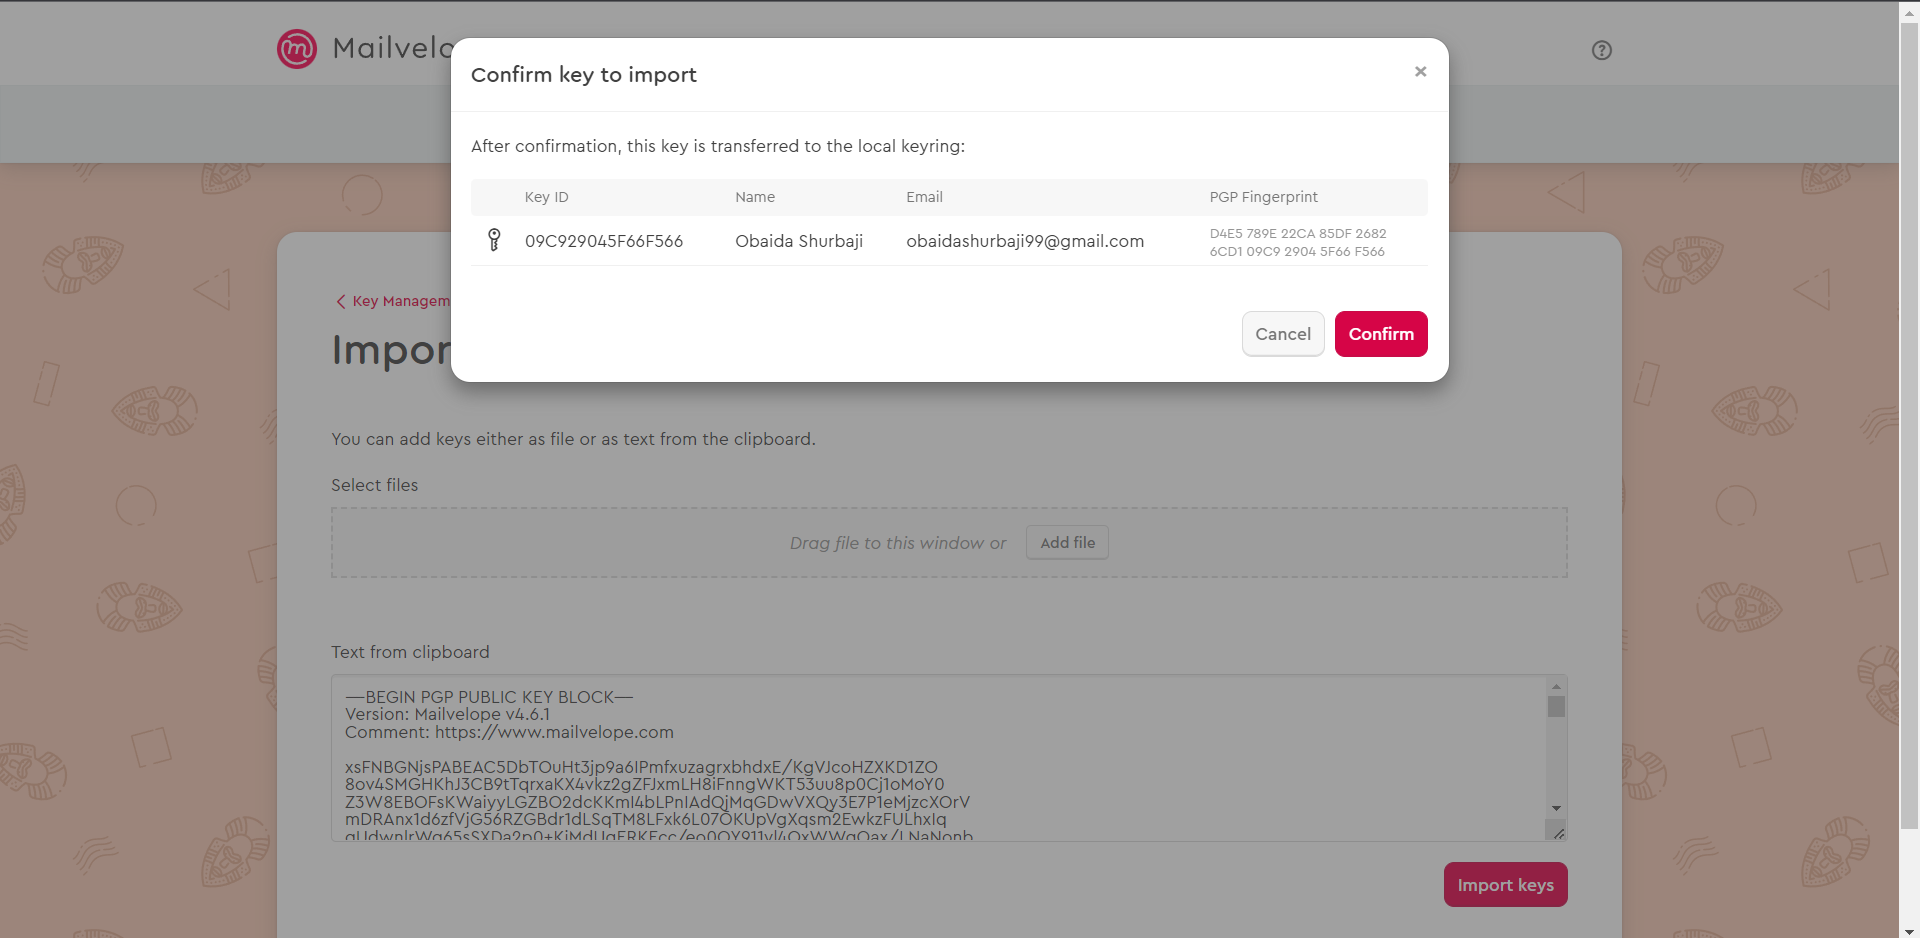 Mailvelo
Confirm key to import
×
After confirmation, this key is transferred to the local keyring:
Key ID Name Email PGP Fingerprint
09C929045F66F566 Obaida Shurbaji obaidashurbaji99@gmail.com D4E5 789E 22CA 85DF 2682
6CD1 09C9 2904 5F66 F566
Cancel Confirm
Key Managem
Impor
You can add keys either as file or as text from the clipboard.
Select files
Drag file to this window or Add file
Text from clipboard
—BEGIN PGP PUBLIC KEY BLOCK—
Version: Mailvelope v4.6.1
Comment: https://www.mailvelope.com
xsFNBGNjsPABEAC5DbTOuHt3jp9a6IPmfxuzagrxbhdxE/KgVJcoHZXKD1ZO
8ov4SMGHKhJ3CB9tTqrxaKX4vkz2gZFJxmLH8iFnngWKT53uu8p0Cj1oMoY0
Z3W8EBOFsKWaiyyLGZBO2dcKKmI4bLPnIAdQjMqGDwVXQy3E7P1eMjzcXOrV
mDRAnx1d6zfVjG56RZGBdr1dLSqTM8LFxk6L07OKUpVgXqsm2EwkzFULhxIq
Import keys